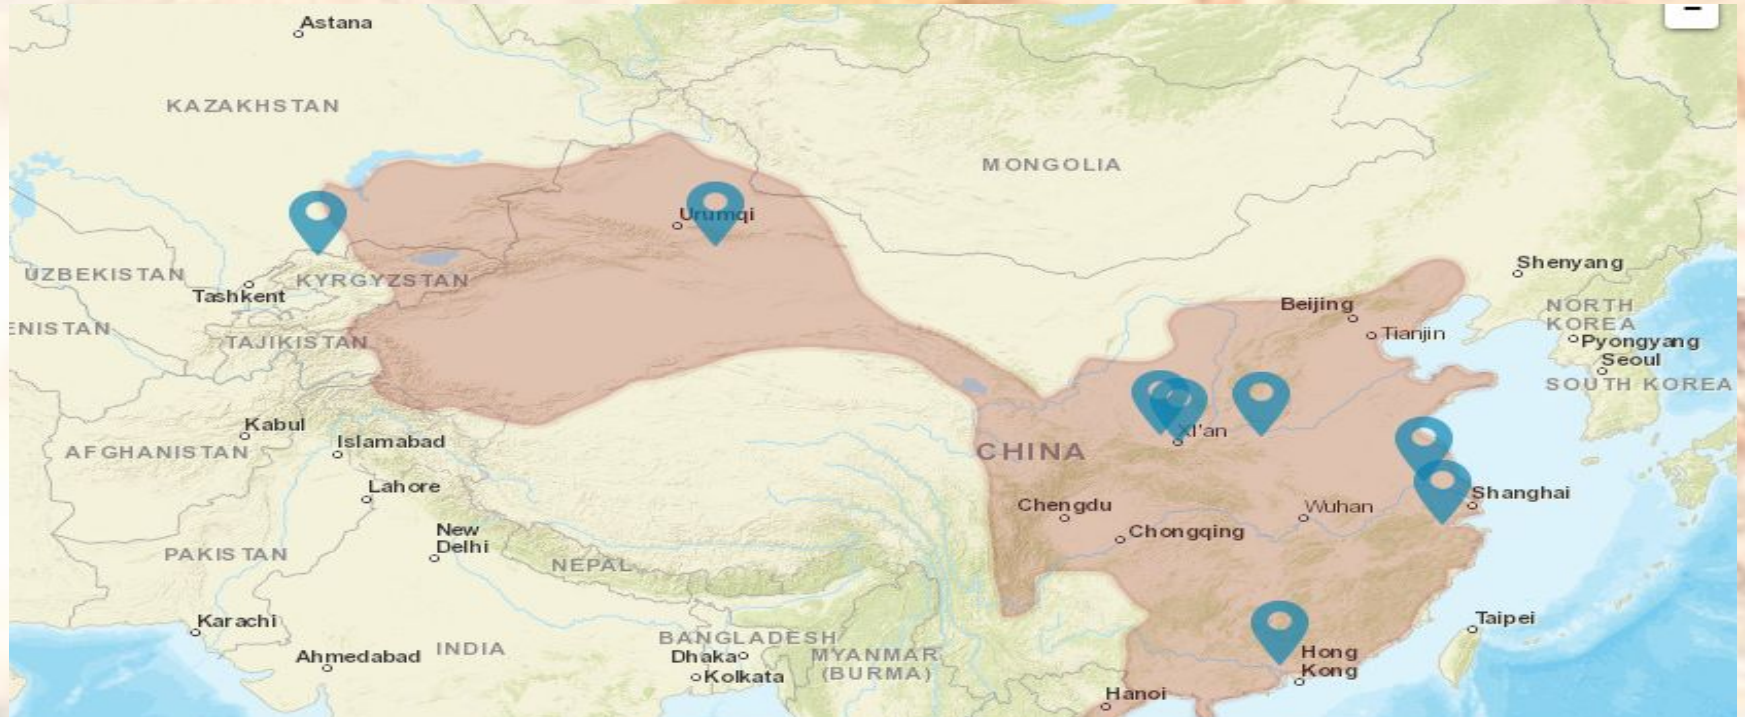 Astana
KAZAKHSTAN
MONGOLIA
Urumqi
UZBEKISTAN
KYRGYZSTAN
Tashkent
ENISTAN
TAJIKISTAN
Shenyang
Beijing
Tianjin
NORTH
KOREA
Pyongyang
Seoul
SOUTH KOREA
Kabul
Islamabad
AFGHANISTAN
Lahore
CHINA
Xi'an
Shanghai
Chengdu
Wuhan
Chongqing
New
Delhi
PAKISTAN
NEPAL
Karachi
Taipei
INDIA
BANGLADESH
Ahmedabad
Dhaka
MYANMAR
(BURMA)
Kolkata
Hong
Kong
Hanoi